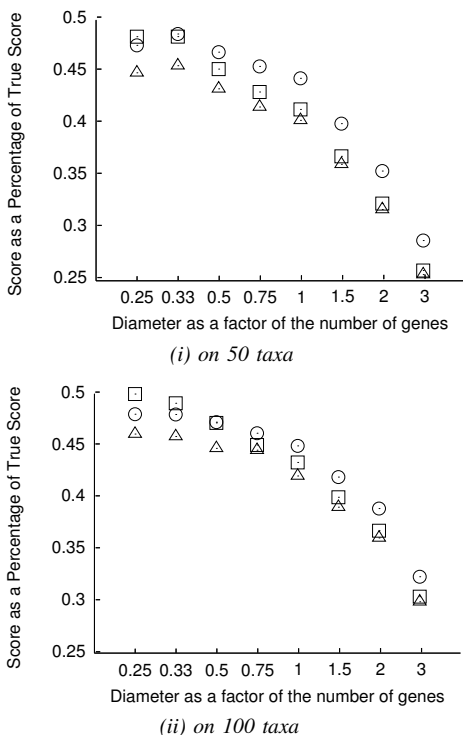 Score as a Percentage of True Score
0.5
0.45
0.4
0.35
0.3
0.25
0.25 0.33 0.5 0.75 1 1.5 2 3
Diameter as a factor of the number of genes
(i) on 50 taxa
Score as a Percentage of True Score
0.5
0.45
0.4
0.35
0.3
0.25
0.25 0.33 0.5 0.75 1 1.5 2 3
Diameter as a factor of the number of genes
(ii) on 100 taxa